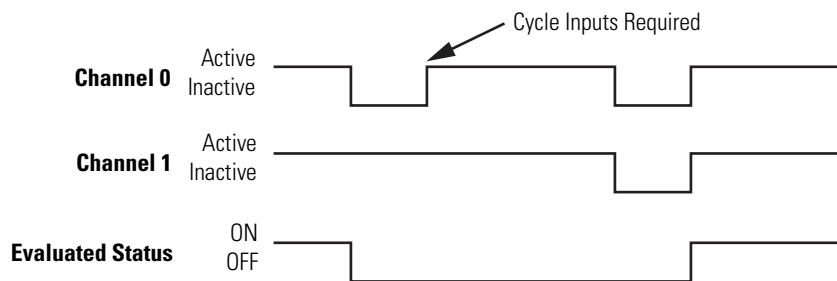 Cycle Inputs Required
Channel 0
Active
Inactive
Channel 1
Active
Inactive
Evaluated Status
ON
OFF